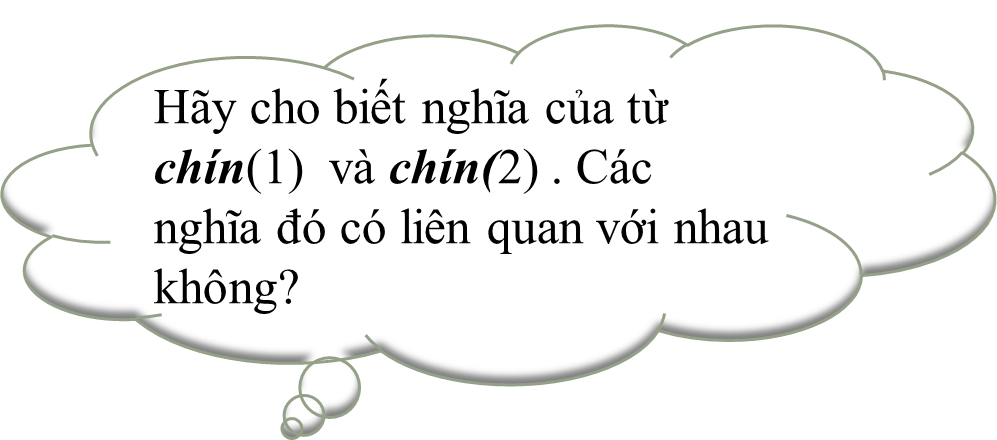 Hãy cho biết nghĩa của từ
chín(1) và chín(2) . Các
nghĩa đó có liên quan với nhau
không?